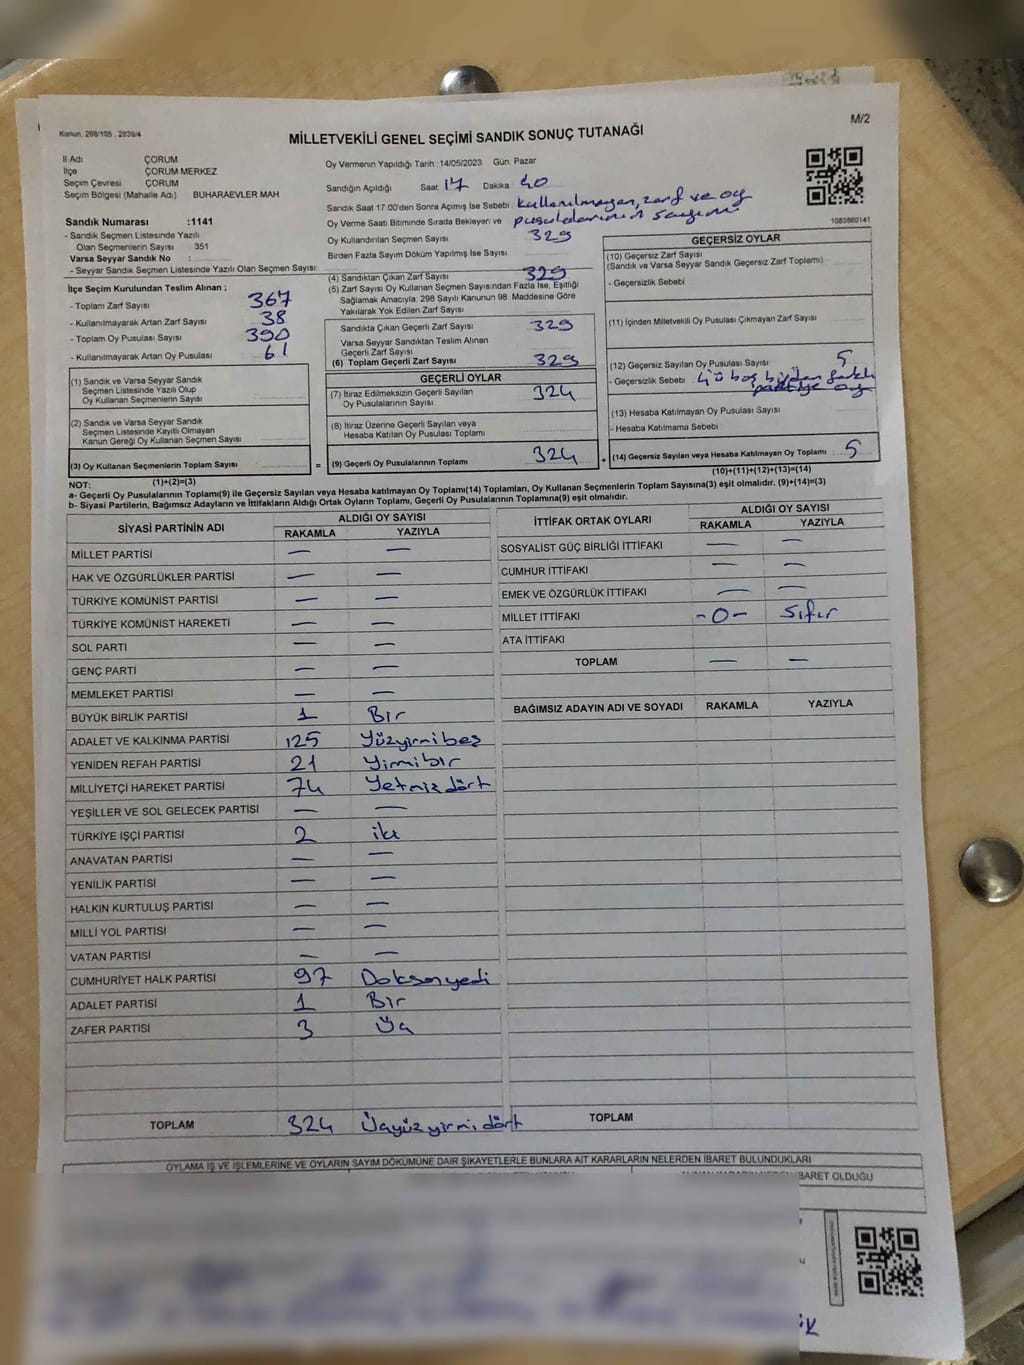 Kanun, 298/105 , 2839/4
M/2
MİLLETVEKİLİ GENEL SEÇİMİ SANDIK SONUÇ TUTANAĞI
İl Adı ÇORUM
İlçe ÇORUM MERKEZ
Seçim Çevresi ÇORUM
Seçim Bölgesi (Mahalle Adı) BUHARAEVLER MAH
Sandık Numarası :1141
- Sandık Seçmen Listesinde Yazılı
Olan Seçmenlerin Sayısı : 351
Varsa Seyyar Sandık No :
- Seyyar Sandık Seçmen Listesinde Yazılı Olan Seçmen Sayısı:
İlçe Seçim Kurulundan Teslim Alınan ;
- Toplam Zarf Sayısı 367
- Kullanılmayarak Artan Zarf Sayısı 38
- Toplam Oy Pusulası Sayısı 390
- Kullanılmayarak Artan Oy Pusulası 61
(1) Sandık ve Varsa Seyyar Sandık
Seçmen Listesinde Yazılı Olup
Oy Kullanan Seçmenlerin Sayısı
(2) Sandık ve Varsa Seyyar Sandık
Seçmen Listesinde Kayıtlı Olmayan
Kanun Gereği Oy Kullanan Seçmen Sayısı
(3) Oy Kullanan Seçmenlerin Toplam Sayısı
(1)+(2)=(3)
Oy Vermenin Yapıldığı Tarih :14/05/2023 Gün: Pazar
Sandığın Açıldığı Saat 17 Dakika 40
Sandık Saat 17:00'den Sonra Açımış İse Sebebi kullanılmayan, zarf ve oy
Oy Verme Saati Bitiminde Sırada Bekleyen ve pusulalarının sayımı
Oy Kullandırılan Seçmen Sayısı 329
Birden Fazla Sayım Döküm Yapılmış İse Sayısı
(4) Sandıktan Çıkan Zarf Sayısı 329
(5) Zarf Sayısı Oy Kullanan Seçmen Sayısından Fazla İse, Eşitliği
Sağlamak Amacıyla, 298 Sayılı Kanunun 98 Maddesine Göre
Yakılarak Yok Edilen Zarf Sayısı
Sandıkta Çıkan Geçerli Zarf Sayısı 329
Varsa Seyyar Sandıktan Teslim Alınan
Geçerli Zarf Sayısı
(6) Toplam Geçerli Zarf Sayısı 329
GEÇERLİ OYLAR
(7) İtiraz Edilmeksizin Geçerli Sayılan
Oy Pusulalarının Sayısı 324
(8) İtiraz Üzerine Geçerli Sayılan veya
Hesaba Katılan Oy Pusulası Toplamı
= (9) Geçerli Oy Pusulalarının Toplamı 324 +
1083860141
GEÇERSİZ OYLAR
(10) Geçersiz Zarf Sayısı
(Sandık ve Varsa Seyyar Sandık Geçersiz Zarf Toplamı)
- Geçersizlik Sebebi
(11) İçinden Milletvekili Oy Pusulası Çıkmayan Zarf Sayısı
(12) Geçersiz Sayılan Oy Pusulası Sayısı 5
- Geçersizlik Sebebi 4ü boş birden farklı
partiye oy
(13) Hesaba Katılmayan Oy Pusulası Sayısı
- Hesaba Katılmama Sebebi :
(14) Geçersiz Sayılan veya Hesaba Katılmayan Oy Toplamı 5
(10)+(11)+(12)+(13)=(14)
NOT:
a- Geçerli Oy Pusulalarının Toplamı(9) ile Geçersiz Sayılan veya Hesaba katılmayan Oy Toplamı(14) Toplamları, Oy Kullanan Seçmenlerin Toplam Sayısına(3) eşit olmalıdır. (9)+(14)=(3)
b- Siyasi Partilerin, Bağımsız Adayların ve İttifakların Aldığı Ortak Oyların Toplamı, Geçerli Oy Pusulalarının Toplamına(9) eşit olmalıdır.
SİYASİ PARTİNİN ADI ALDIĞI OY SAYISI
RAKAMLA YAZIYLA
MİLLET PARTİSİ — —
HAK VE ÖZGÜRLÜKLER PARTİSİ — —
TÜRKİYE KOMÜNİST PARTİSİ — —
TÜRKİYE KOMÜNİST HAREKETİ — —
SOL PARTİ — —
GENÇ PARTİ — —
MEMLEKET PARTİSİ — —
BÜYÜK BİRLİK PARTİSİ 1 Bir
ADALET VE KALKINMA PARTİSİ 125 Yüzyirmibeş
YENİDEN REFAH PARTİSİ 21 Yirmibir
MİLLİYETÇİ HAREKET PARTİSİ 74 Yetmiş dört
YEŞİLLER VE SOL GELECEK PARTİSİ — —
TÜRKİYE İŞÇİ PARTİSİ 2 iki
ANAVATAN PARTİSİ — —
YENİLİK PARTİSİ — —
HALKIN KURTULUŞ PARTİSİ — —
MİLLİ YOL PARTİSİ — —
VATAN PARTİSİ — —
CUMHURİYET HALK PARTİSİ 97 Doksanyedi
ADALET PARTİSİ 1 Bir
ZAFER PARTİSİ 3 Üç
TOPLAM 324 Üçyüzyirmidört
İTTİFAK ORTAK OYLARI ALDIĞI OY SAYISI
RAKAMLA YAZIYLA
SOSYALİST GÜÇ BİRLİĞİ İTTİFAKI — —
CUMHUR İTTİFAKI — —
EMEK VE ÖZGÜRLÜK İTTİFAKI — —
MİLLET İTTİFAKI -0- Sıfır
ATA İTTİFAKI
TOPLAM — —
BAĞIMSIZ ADAYIN ADI VE SOYADI RAKAMLA YAZIYLA
TOPLAM
OYLAMA İŞ VE İŞLEMLERİNE VE OYLARIN SAYIM DÖKÜMÜNE DAİR ŞİKAYETLERLE BUNLARA AİT KARARLARIN NELERDEN İBARET BULUNDUKLARI
İBARET OLDUĞU